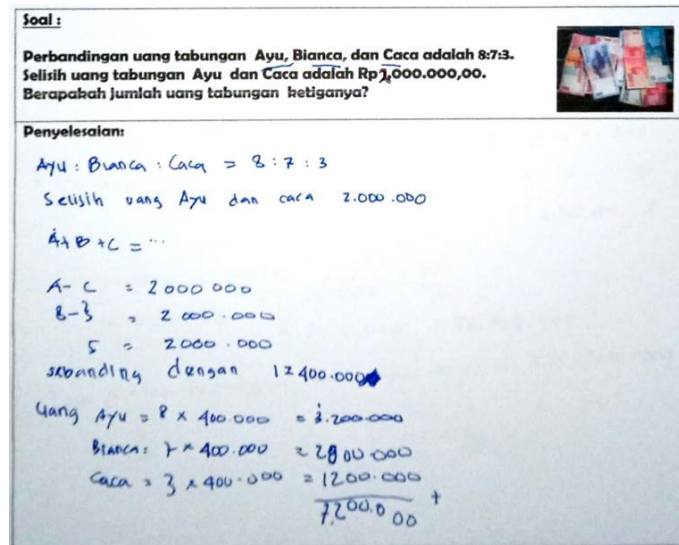 Soal :
Perbandingan uang tabungan Ayu, Bianca, dan Caca adalah 8:7:3.
Selisih uang tabungan Ayu dan Caca adalah Rp2,000.000,00.
Berapakah jumlah uang tabungan ketiganya?
Penyelesaian:
Ayu : Bianca : Caca = 8 : 7 : 3
Selisih uang Ayu dan caca 2.000.000
A+B+C = ...
A - C = 2000 000
8-3 = 2 000.000
5 = 2000.000
sebanding dengan 1 = 400.000
Uang Ayu = 8 x 400.000 = 3.200.000
Bianca : 7 x 400.000 = 2800 000
Caca = 3 x 400.000 = 1200.000
+
7.200.000